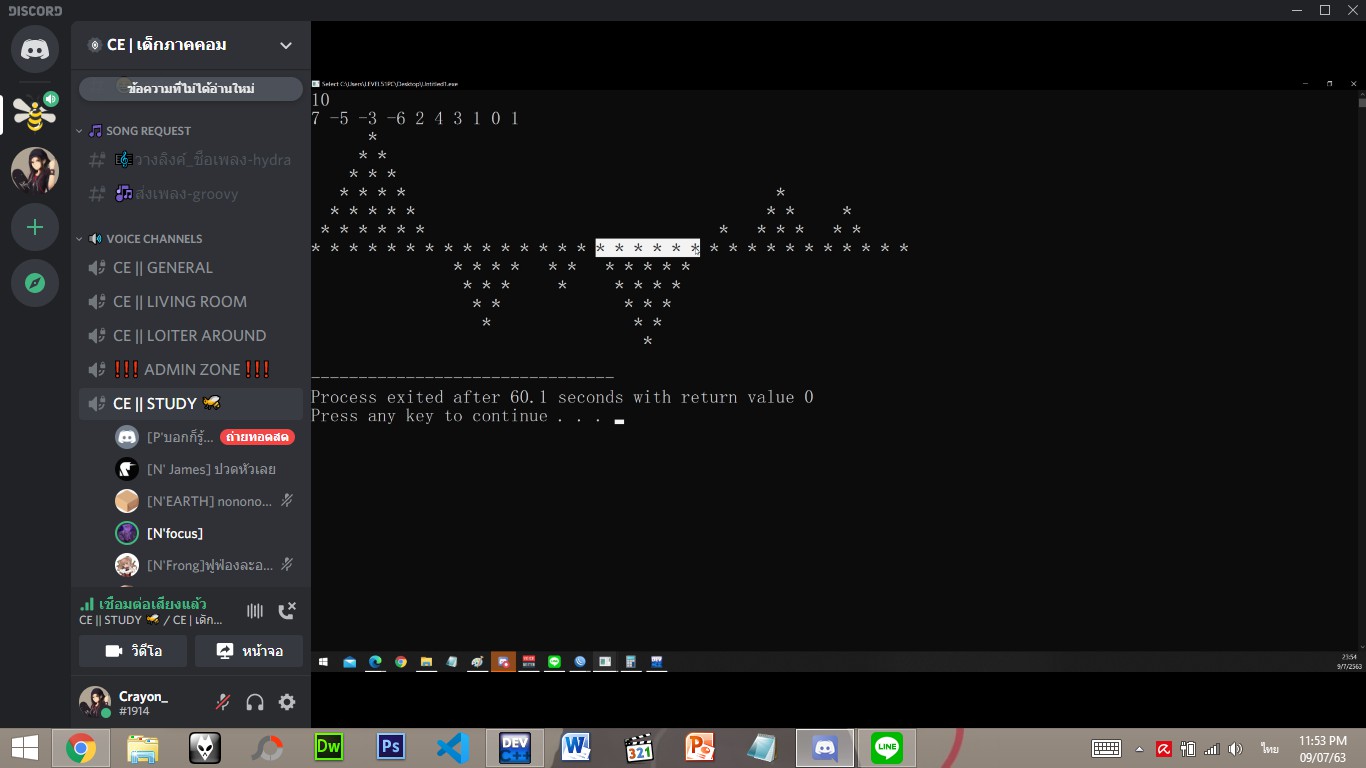 DISCORD
CE | เด็กภาคคอม
ข้อความที่ไม่ได้อ่านใหม่
SONG REQUEST
วางลิงค์_ชื่อเพลง-hydra
ส่งเพลง-groovy
VOICE CHANNELS
CE || GENERAL
CE || LIVING ROOM
CE || LOITER AROUND
ADMIN ZONE
CE || STUDY
[P'บอกก็รู้... ถ่ายทอดสด
[N' James] ปวดหัวเลย
[N'EARTH] nonono...
[N'focus]
[N'Frong]ฟูฟ่องละอ...
เชื่อมต่อเสียงแล้ว
CE || STUDY / CE | เด็ก...
วิดีโอ หน้าจอ
Crayon_
#1914
Select C:\Users\LEVEL51PC\Desktop\Untitled1.exe
10
7 -5 -3 -6 2 4 3 1 0 1
*
* *
* * *
* * * * *
* * * * * * * *
* * * * * * * * * * * *
* * * * * * * * * * * * * * * * * * * * * * * * * * * * * * * *
* * * * * * * * * * *
* * * * * * * *
* * * * *
* * *
*
--------------------------------
Process exited after 60.1 seconds with return value 0
Press any key to continue . . .
23:54
9/7/2563
Dw
Ps
DEV
C++
321
LINE
ไทย
11:53 PM
09/07/63